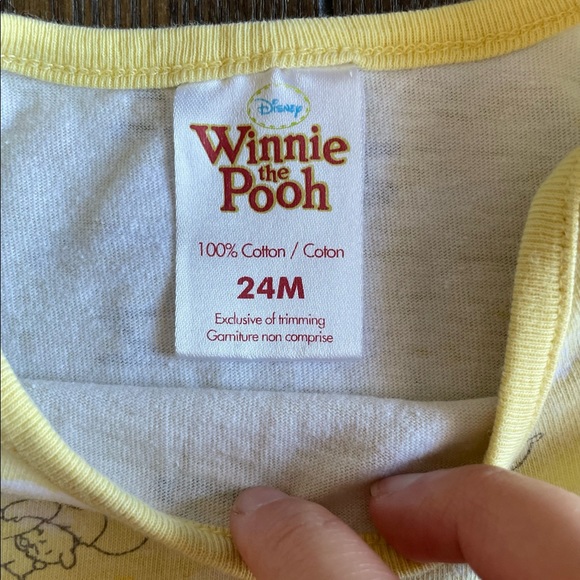 Disney
Winnie
the
Pooh
100% Cotton / Coton
24M
Exclusive of trimming
Garniture non comprise